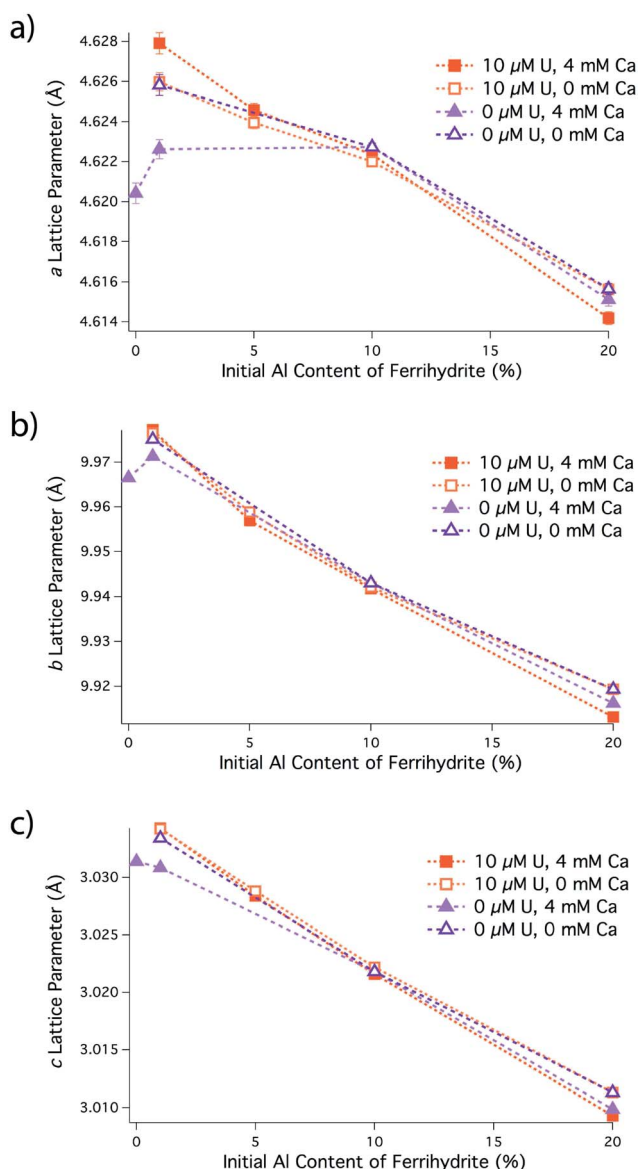 a)
4.628
4.626
4.624
4.622
4.620
4.618
4.616
4.614
a Lattice Parameter (Å)
10 µM U, 4 mM Ca
10 µM U, 0 mM Ca
0 µM U, 4 mM Ca
0 µM U, 0 mM Ca
0 5 10 15 20
Initial Al Content of Ferrihydrite (%)
b)
9.97
9.96
9.95
9.94
9.93
9.92
b Lattice Parameter (Å)
10 µM U, 4 mM Ca
10 µM U, 0 mM Ca
0 µM U, 4 mM Ca
0 µM U, 0 mM Ca
0 5 10 15 20
Initial Al Content of Ferrihydrite (%)
c)
3.030
3.025
3.020
3.015
3.010
c Lattice Parameter (Å)
10 µM U, 4 mM Ca
10 µM U, 0 mM Ca
0 µM U, 4 mM Ca
0 µM U, 0 mM Ca
0 5 10 15 20
Initial Al Content of Ferrihydrite (%)